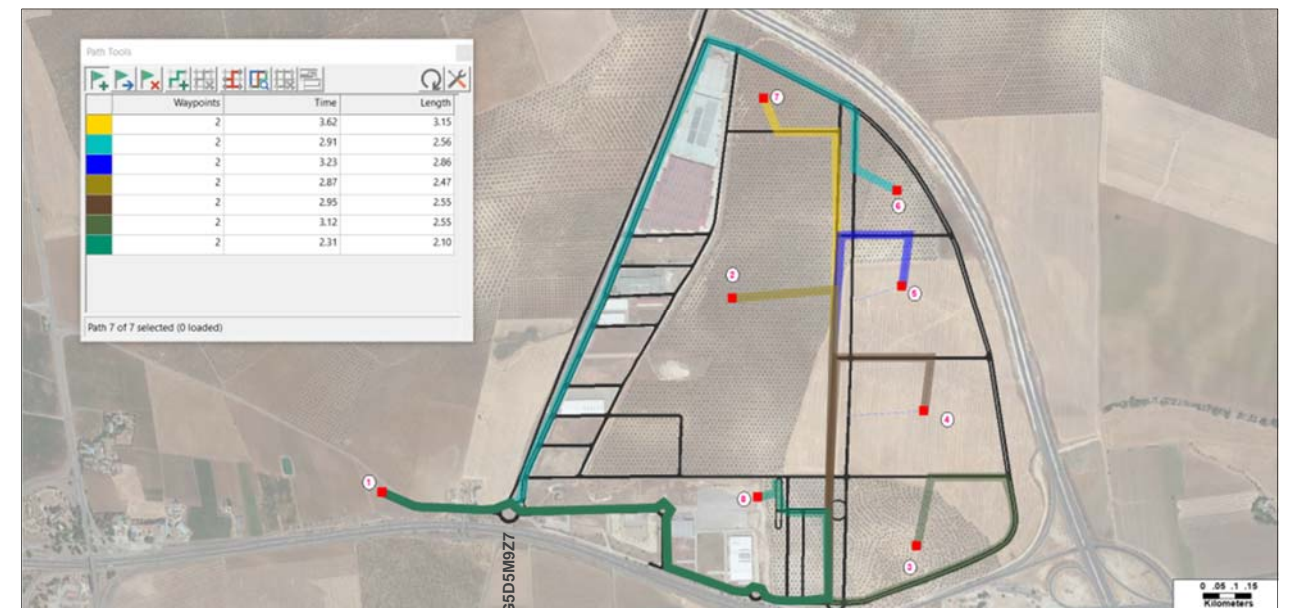 Path Tools
Waypoints Time Length
2 3.62 3.15
2 2.91 2.56
2 3.23 2.86
2 2.87 2.47
2 2.95 2.55
2 3.12 2.55
2 2.31 2.10
Path 7 of 7 selected (0 loaded)
7
6
2
5
4
1
8
3
G5D5M9Z7
0 .05 .1 .15
Kilometers